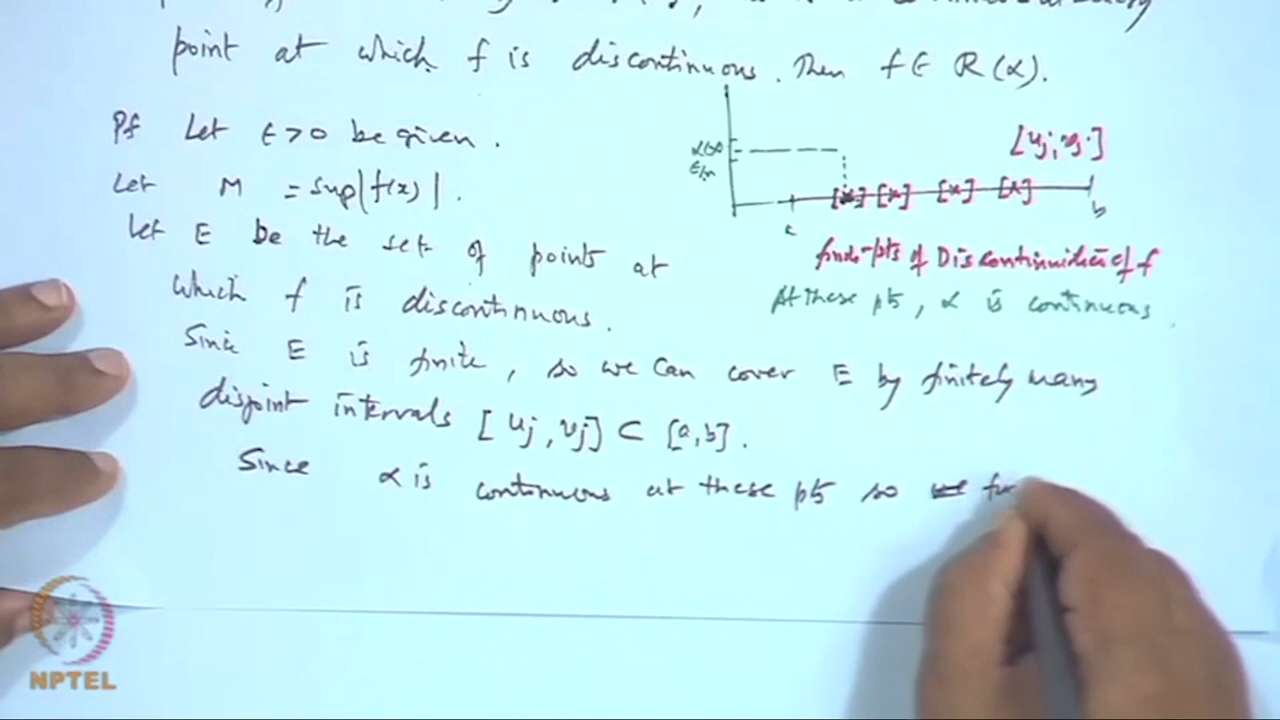 point at which f is discontinuous. Then f ∈ R(α).
Pf Let ε>0 be given.
Let M = sup|f(x)|.
Let E be the set of points at
which f is discontinuous.
Since E is finite, so we can cover E by finitely many
disjoint intervals [uj, vj] ⊂ [a,b].
Since α is continuous at these pts so
[uj, vj]
ε/n
b
pts of Discontinuities of f
At these pts, α is continuous.
NPTEL